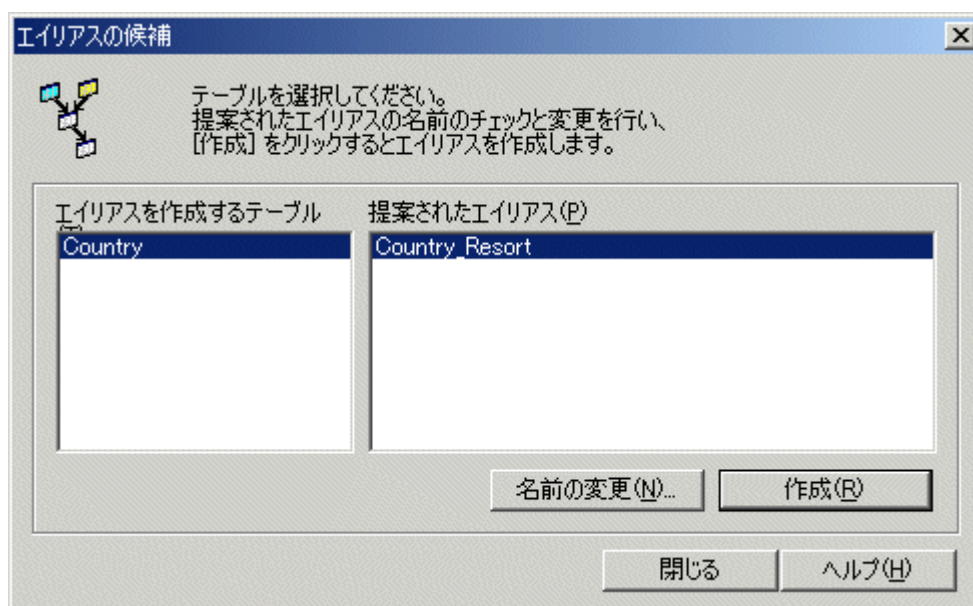 エイリアスの候補
テーブルを選択してください。
提案されたエイリアスの名前のチェックと変更を行い、
[作成] をクリックするとエイリアスを作成します。
エイリアスを作成するテーブル
提案されたエイリアス(P)
Country
Country_Resort
名前の変更(N)...
作成(R)
閉じる
ヘルプ(H)